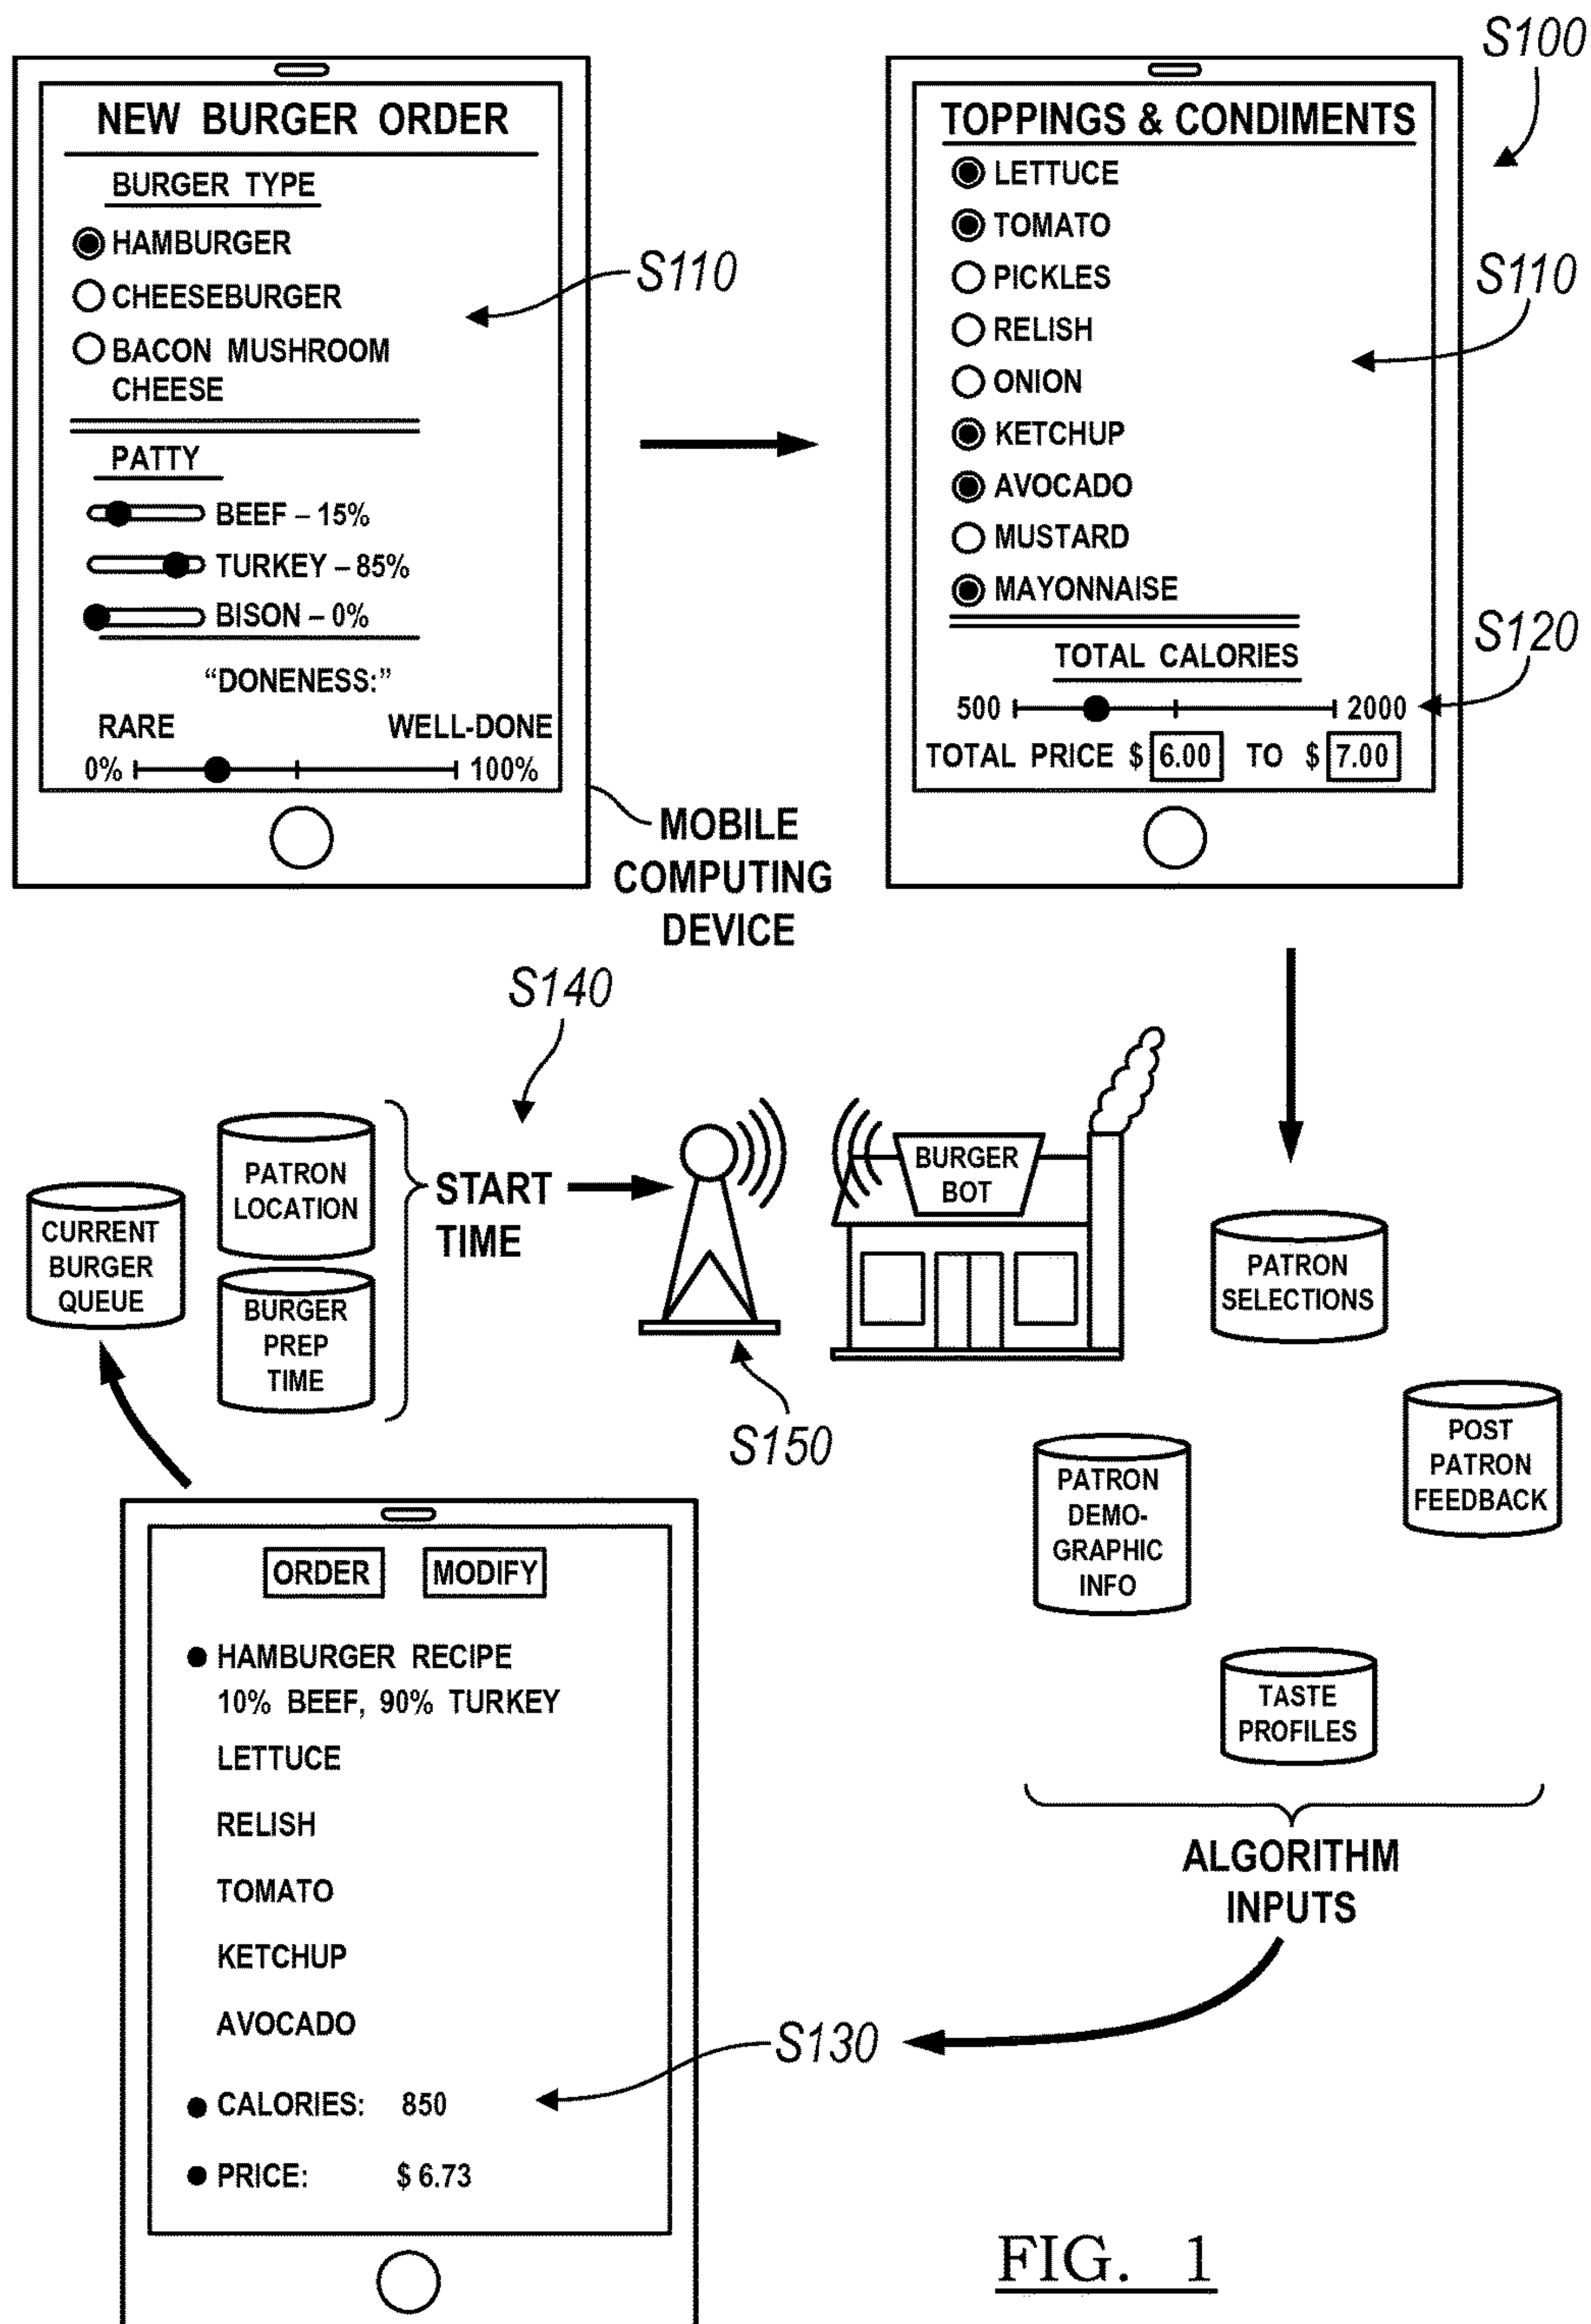 S100
NEW BURGER ORDER
BURGER TYPE
HAMBURGER
CHEESEBURGER
BACON MUSHROOM
CHEESE
PATTY
BEEF – 15%
TURKEY – 85%
BISON – 0%
“DONENESS:”
RARE WELL-DONE
0% 100%
S110
MOBILE
COMPUTING
DEVICE
TOPPINGS & CONDIMENTS
LETTUCE
TOMATO
PICKLES
RELISH
ONION
KETCHUP
AVOCADO
MUSTARD
MAYONNAISE
TOTAL CALORIES
500 2000
TOTAL PRICE $ 6.00 TO $ 7.00
S110
S120
PATRON
SELECTIONS
POST
PATRON
FEEDBACK
PATRON
DEMO-
GRAPHIC
INFO
TASTE
PROFILES
ALGORITHM
INPUTS
S130
ORDER MODIFY
HAMBURGER RECIPE
10% BEEF, 90% TURKEY
LETTUCE
RELISH
TOMATO
KETCHUP
AVOCADO
CALORIES: 850
PRICE: $ 6.73
CURRENT
BURGER
QUEUE
PATRON
LOCATION
BURGER
PREP
TIME
S140
START
TIME
S150
BURGER
BOT
FIG. 1